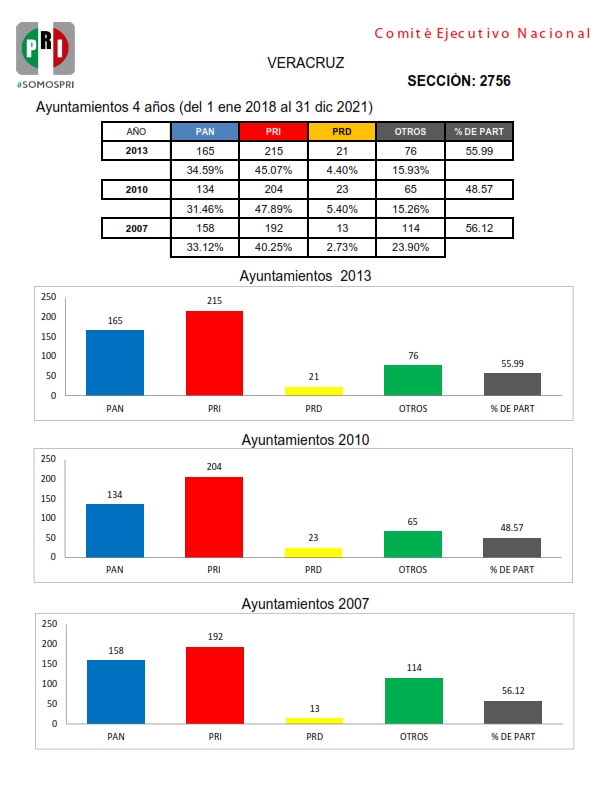 PRI
#SOMOSPRI
Comité Ejecutivo Nacional
VERACRUZ
SECCIÓN: 2756
Ayuntamientos 4 años (del 1 ene 2018 al 31 dic 2021)
AÑO PAN PRI PRD OTROS % DE PART
2013 165 215 21 76 55.99
34.59% 45.07% 4.40% 15.93%
2010 134 204 23 65 48.57
31.46% 47.89% 5.40% 15.26%
2007 158 192 13 114 56.12
33.12% 40.25% 2.73% 23.90%
Ayuntamientos 2013
250
200
150
100
50
0
165 215 21 76 55.99
PAN PRI PRD OTROS % DE PART
Ayuntamientos 2010
250
200
150
100
50
0
134 204 23 65 48.57
PAN PRI PRD OTROS % DE PART
Ayuntamientos 2007
250
200
150
100
50
0
158 192 13 114 56.12
PAN PRI PRD OTROS % DE PART